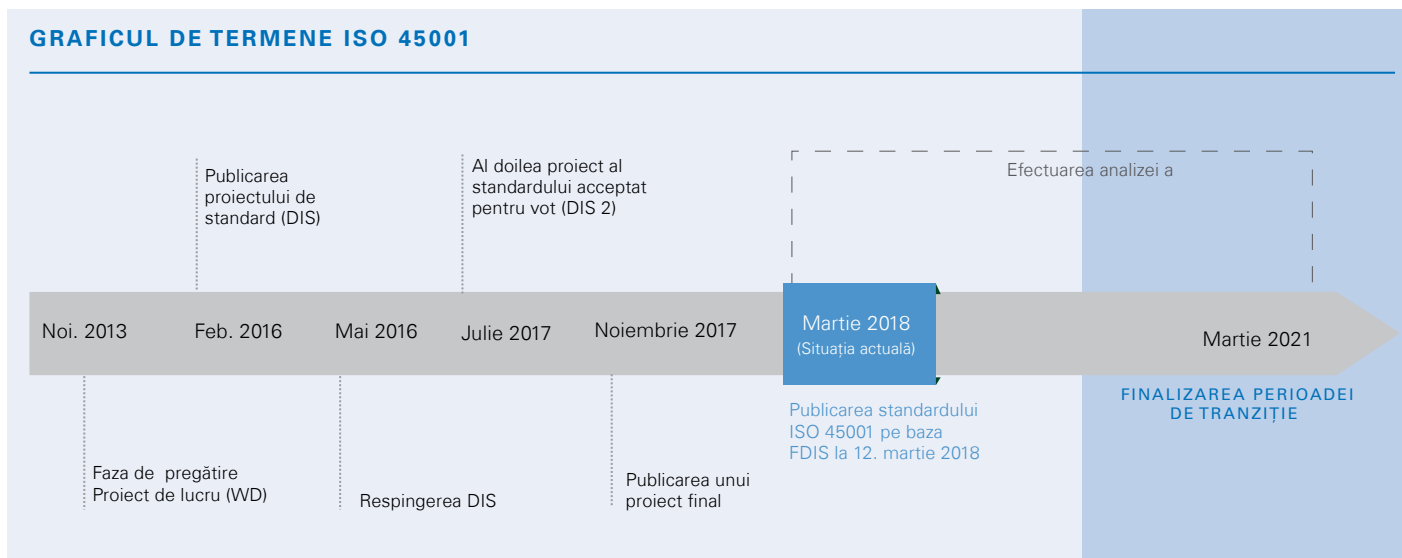 GRAFICUL DE TERMENE ISO 45001
Publicarea
proiectului de
standard (DIS)
Al doilea proiect al
standardului acceptat
pentru vot (DIS 2)
Efectuarea analizei a
Noi. 2013
Feb. 2016
Mai 2016
Julie 2017
Noiembrie 2017
Martie 2018
(Situația actuală)
Martie 2021
Faza de pregătire
Proiect de lucru (WD)
Respingerea DIS
Publicarea unui
proiect final
Publicarea standardului
ISO 45001 pe baza
FDIS la 12. martie 2018
FINALIZAREA PERIOADEI
DE TRANZIȚIE